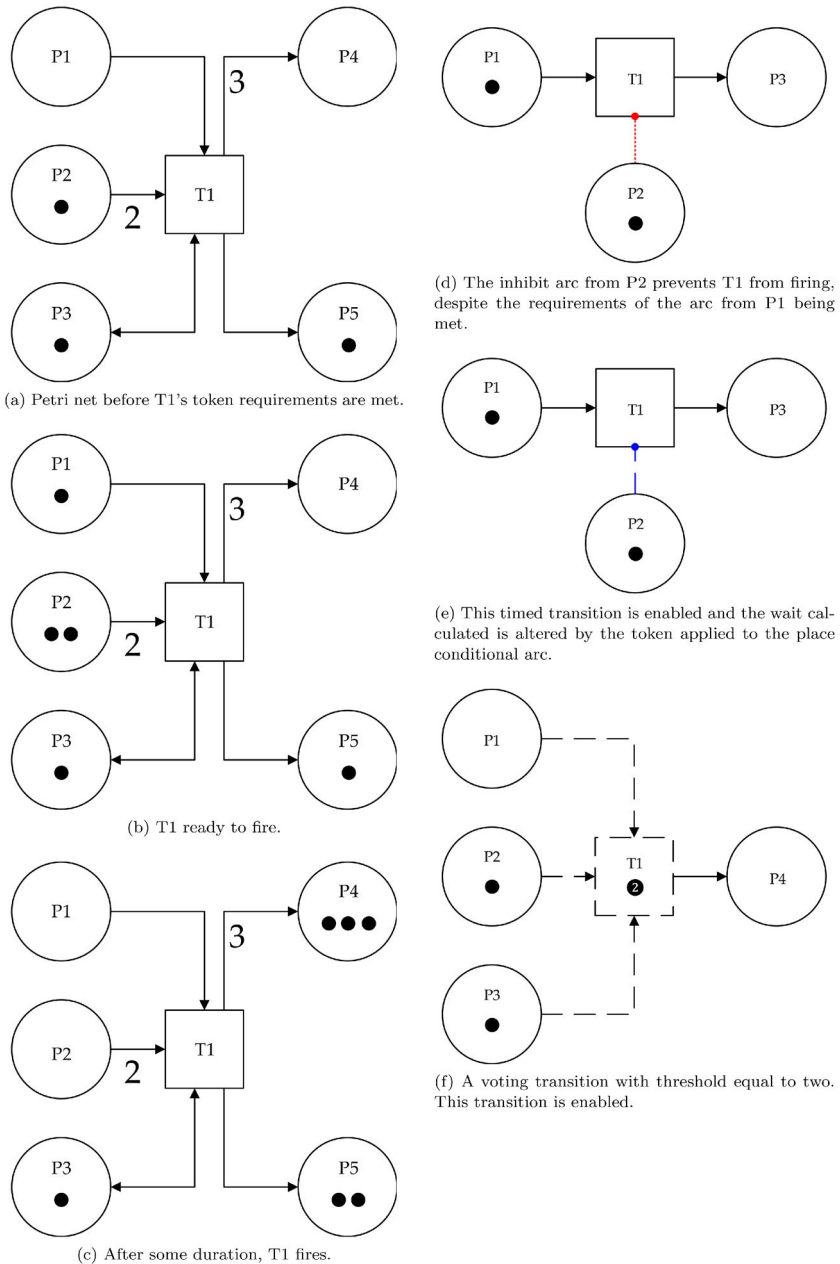 P1
P4
3
P2
T1
2
P3
P5
(a) Petri net before T1's token requirements are met.
P1
P4
3
P2
T1
2
P3
P5
(b) T1 ready to fire.
P1
P4
3
P2
T1
2
P3
P5
(c) After some duration, T1 fires.
P1
T1
P3
P2
(d) The inhibit arc from P2 prevents T1 from firing,
despite the requirements of the arc from P1 being
met.
P1
T1
P3
P2
(e) This timed transition is enabled and the wait cal-
culated is altered by the token applied to the place
conditional arc.
P1
P2
T1
2
P4
P3
(f) A voting transition with threshold equal to two.
This transition is enabled.